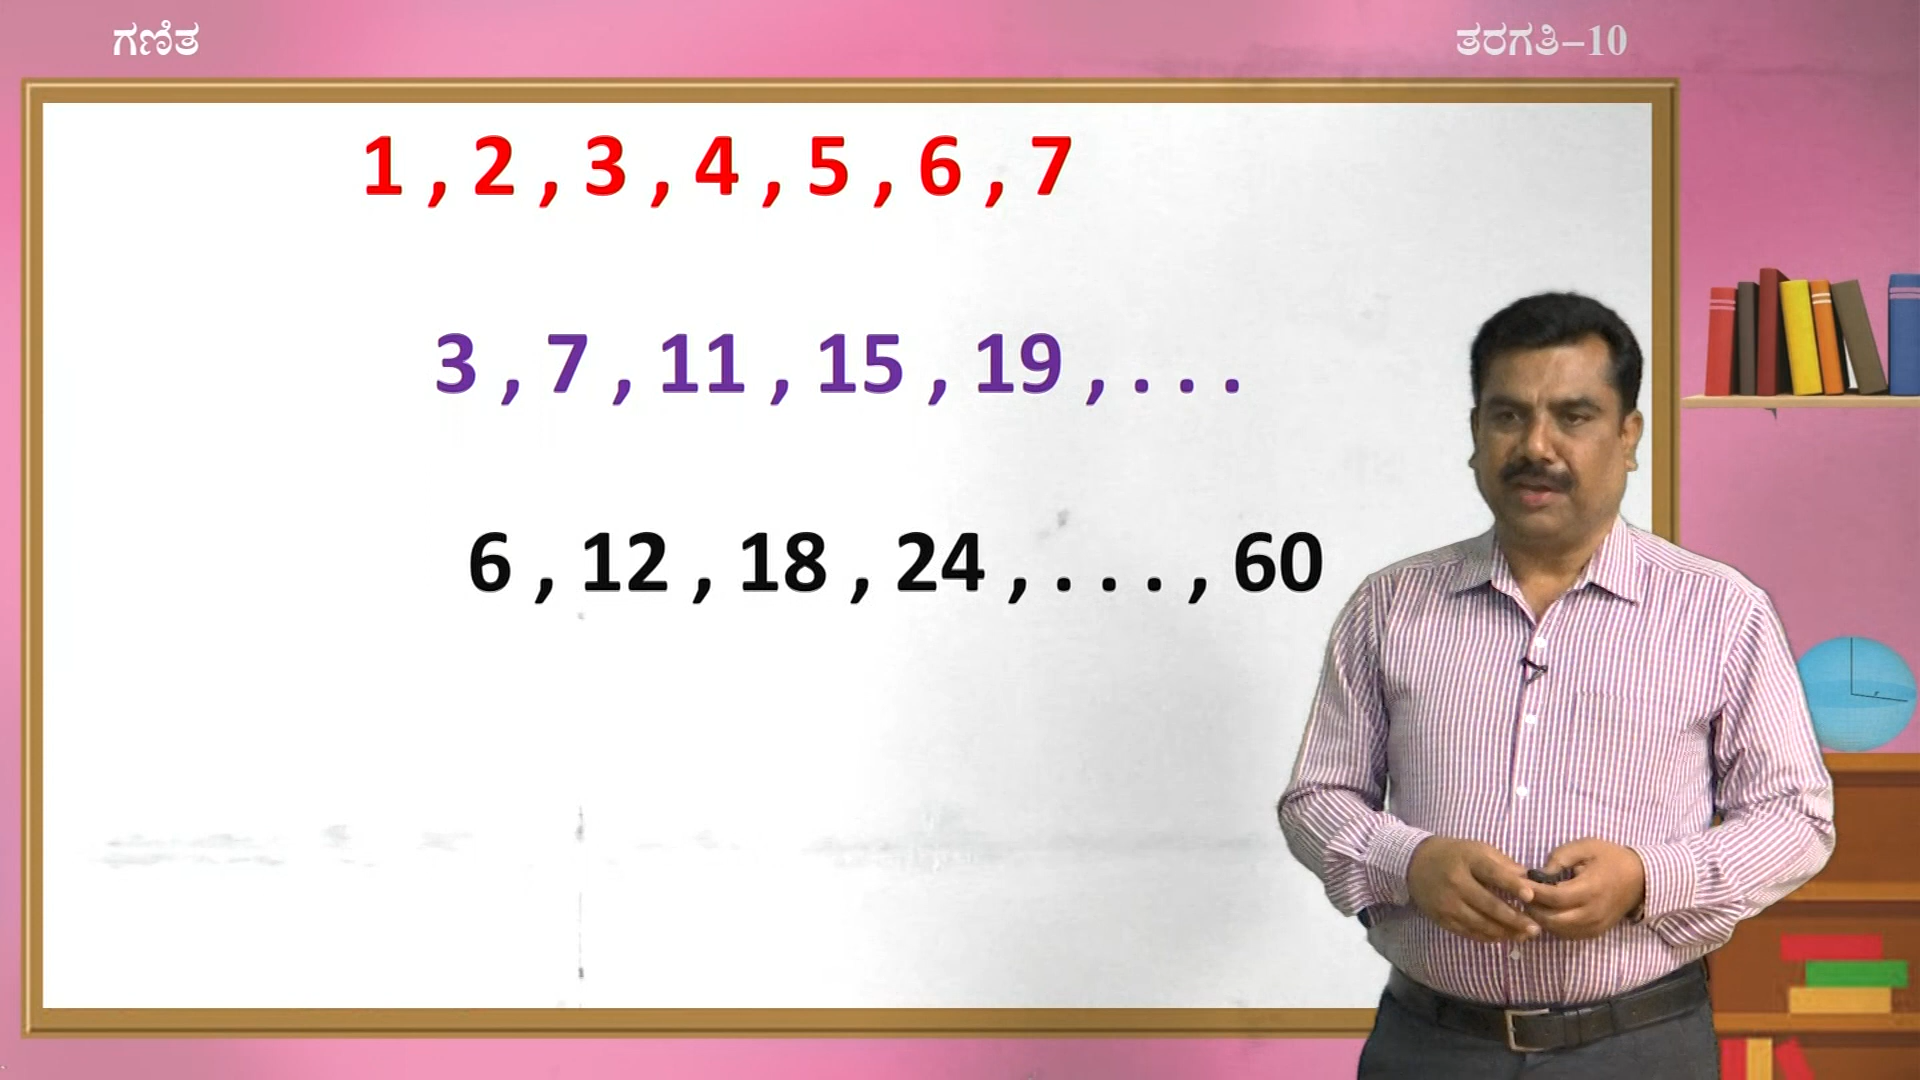 ಗಣಿತ
ತರಗತಿ–10
1 , 2 , 3 , 4 , 5 , 6 , 7
3 , 7 , 11 , 15 , 19 , . . .
6 , 12 , 18 , 24 , . . . , 60